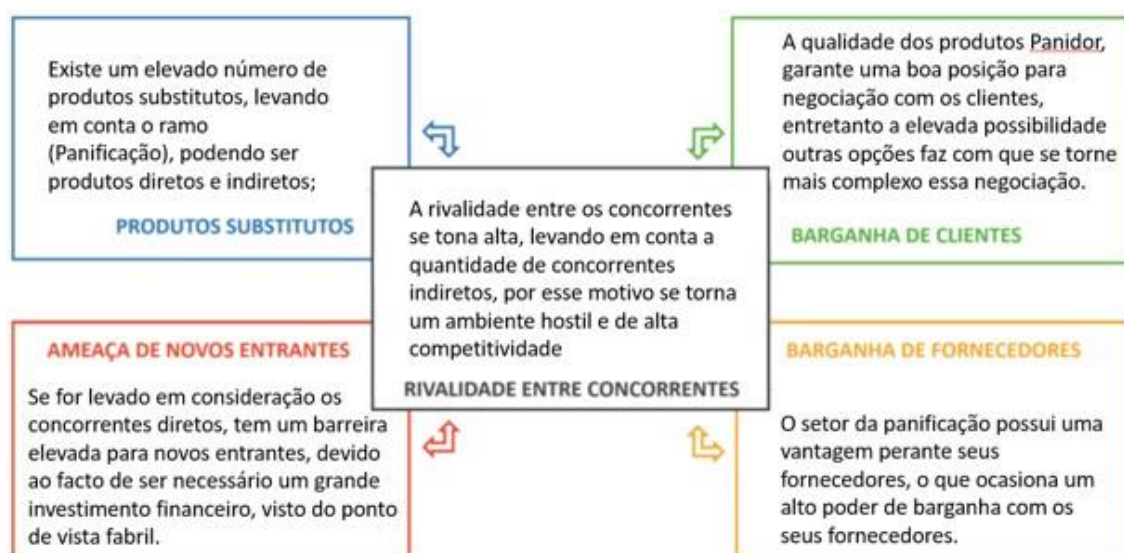 Existe um elevado número de
produtos substitutos, levando
em conta o ramo
(Panificação), podendo ser
produtos diretos e indiretos;
PRODUTOS SUBSTITUTOS
A qualidade dos produtos Panidor,
garante uma boa posição para
negociação com os clientes,
entretanto a elevada possibilidade
outras opções faz com que se torne
mais complexo essa negociação.
BARGANHA DE CLIENTES
A rivalidade entre os concorrentes
se tona alta, levando em conta a
quantidade de concorrentes
indiretos, por esse motivo se torna
um ambiente hostil e de alta
competitividade
RIVALIDADE ENTRE CONCORRENTES
AMEAÇA DE NOVOS ENTRANTES
Se for levado em consideração os
concorrentes diretos, tem um barreira
elevada para novos entrantes, devido
ao facto de ser necessário um grande
investimento financeiro, visto do ponto
de vista fabril.
BARGANHA DE FORNECEDORES
O setor da panificação possui uma
vantagem perante seus
fornecedores, o que ocasiona um
alto poder de barganha com os
seus fornecedores.